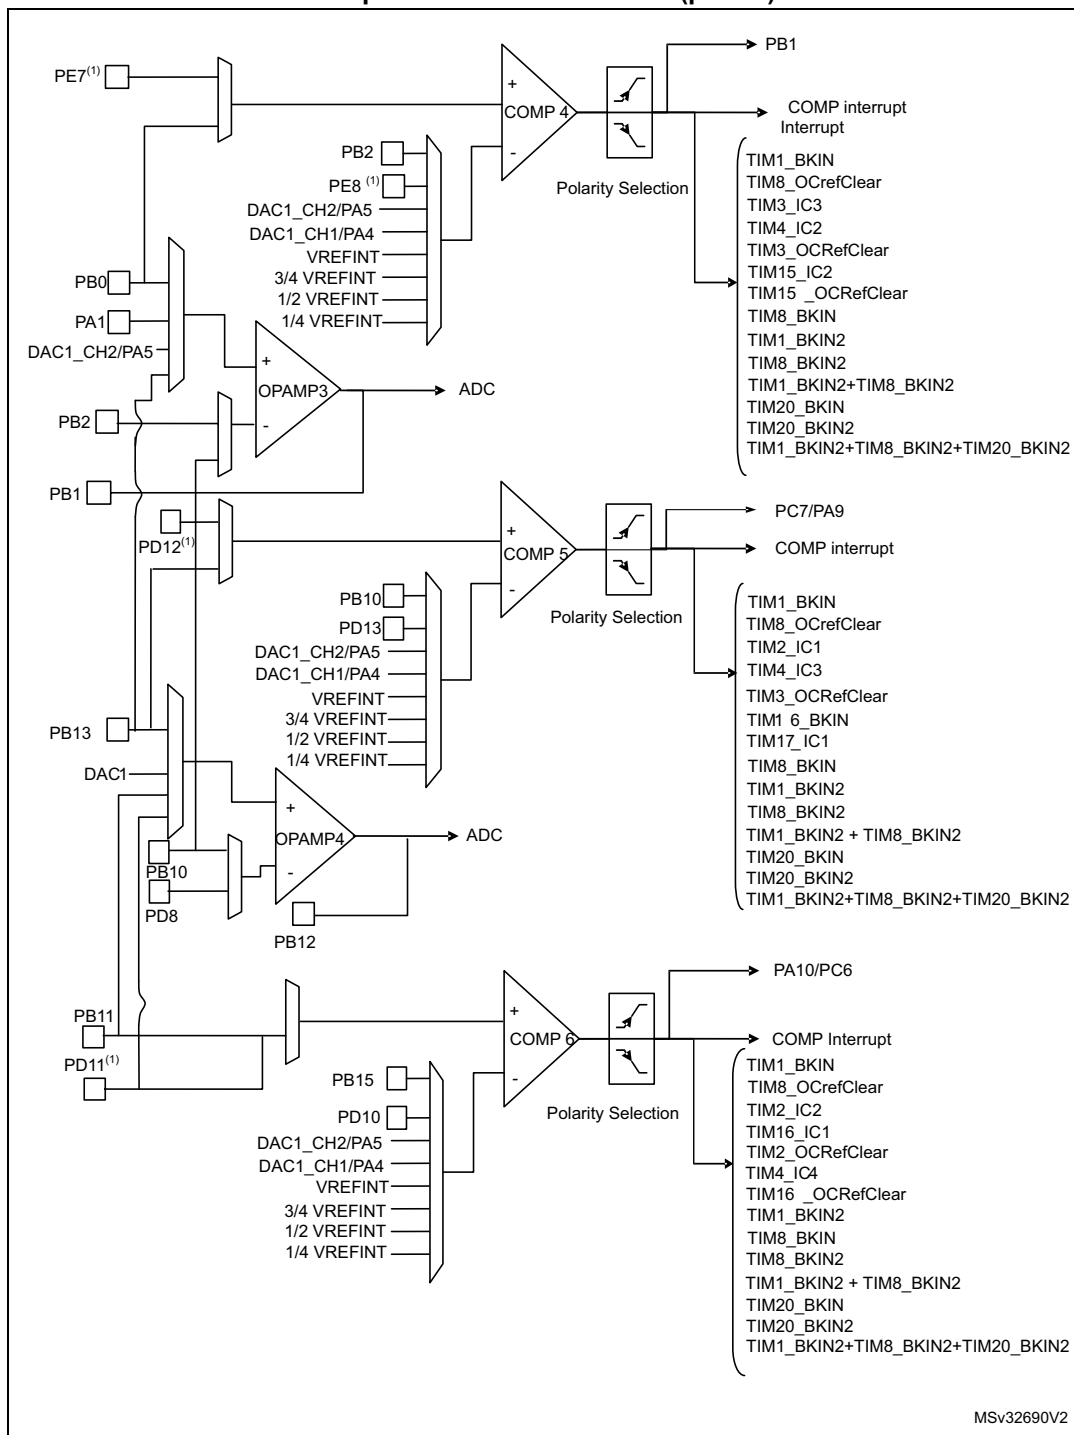 PB1
PE7(1)
+
COMP 4
-
COMP interrupt
Interrupt
PB2
PE8 (1)
DAC1_CH2/PA5
DAC1_CH1/PA4
VREFINT
3/4 VREFINT
1/2 VREFINT
1/4 VREFINT
Polarity Selection
TIM1_BKIN
TIM8_OCrefClear
TIM3_IC3
TIM4_IC2
TIM3_OCRefClear
TIM15_IC2
TIM15 _OCRefClear
TIM8_BKIN
TIM1_BKIN2
TIM8_BKIN2
TIM1_BKIN2+TIM8_BKIN2
TIM20_BKIN
TIM20_BKIN2
TIM1_BKIN2+TIM8_BKIN2+TIM20_BKIN2
PB0
PA1
DAC1_CH2/PA5
+
OPAMP3
-
ADC
PB2
PB1
PD12(1)
+
COMP 5
-
PC7/PA9
COMP interrupt
PB10
PD13
DAC1_CH2/PA5
DAC1_CH1/PA4
VREFINT
3/4 VREFINT
1/2 VREFINT
1/4 VREFINT
Polarity Selection
TIM1_BKIN
TIM8_OCrefClear
TIM2_IC1
TIM4_IC3
TIM3_OCRefClear
TIM1 6_BKIN
TIM17_IC1
TIM8_BKIN
TIM1_BKIN2
TIM8_BKIN2
TIM1_BKIN2 + TIM8_BKIN2
TIM20_BKIN
TIM20_BKIN2
TIM1_BKIN2+TIM8_BKIN2+TIM20_BKIN2
PB13
DAC1
+
OPAMP4
-
ADC
PB10
PD8
PB12
PB11
PD11(1)
+
COMP 6
-
PA10/PC6
COMP Interrupt
PB15
PD10
DAC1_CH2/PA5
DAC1_CH1/PA4
VREFINT
3/4 VREFINT
1/2 VREFINT
1/4 VREFINT
Polarity Selection
TIM1_BKIN
TIM8_OCrefClear
TIM2_IC2
TIM16_IC1
TIM2_OCRefClear
TIM4_IC4
TIM16 _OCRefClear
TIM1_BKIN2
TIM8_BKIN
TIM8_BKIN2
TIM1_BKIN2 + TIM8_BKIN2
TIM20_BKIN
TIM20_BKIN2
TIM1_BKIN2+TIM8_BKIN2+TIM20_BKIN2
MSv32690V2